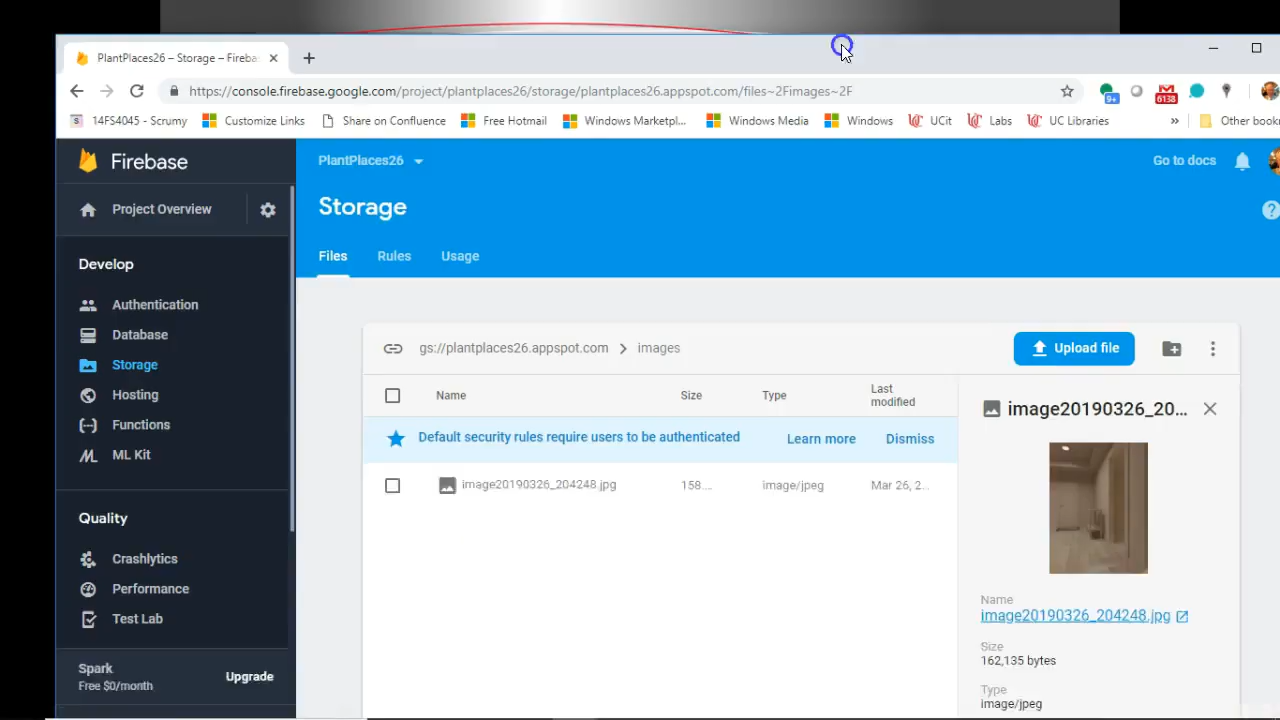 PlantPlaces26 – Storage – Fireba
https://console.firebase.google.com/project/plantplaces26/storage/plantplaces26.appspot.com/files~2Fimages~2F
9+
6138
14FS4045 - Scrumy
Customize Links
Share on Confluence
Free Hotmail
Windows Marketpl...
Windows Media
Windows
UCit
Labs
UC Libraries
»
Other book
Firebase
PlantPlaces26
Go to docs
Project Overview
Storage
Files
Rules
Usage
Develop
Authentication
Database
Storage
Hosting
Functions
ML Kit
Quality
Crashlytics
Performance
Test Lab
Spark
Free $0/month
Upgrade
gs://plantplaces26.appspot.com > images
Upload file
Name
Size
Type
Last
modified
Default security rules require users to be authenticated
Learn more
Dismiss
image20190326_204248.jpg
158....
image/jpeg
Mar 26, 2...
image20190326_20...
Name
image20190326_204248.jpg
Size
162,135 bytes
Type
image/jpeg